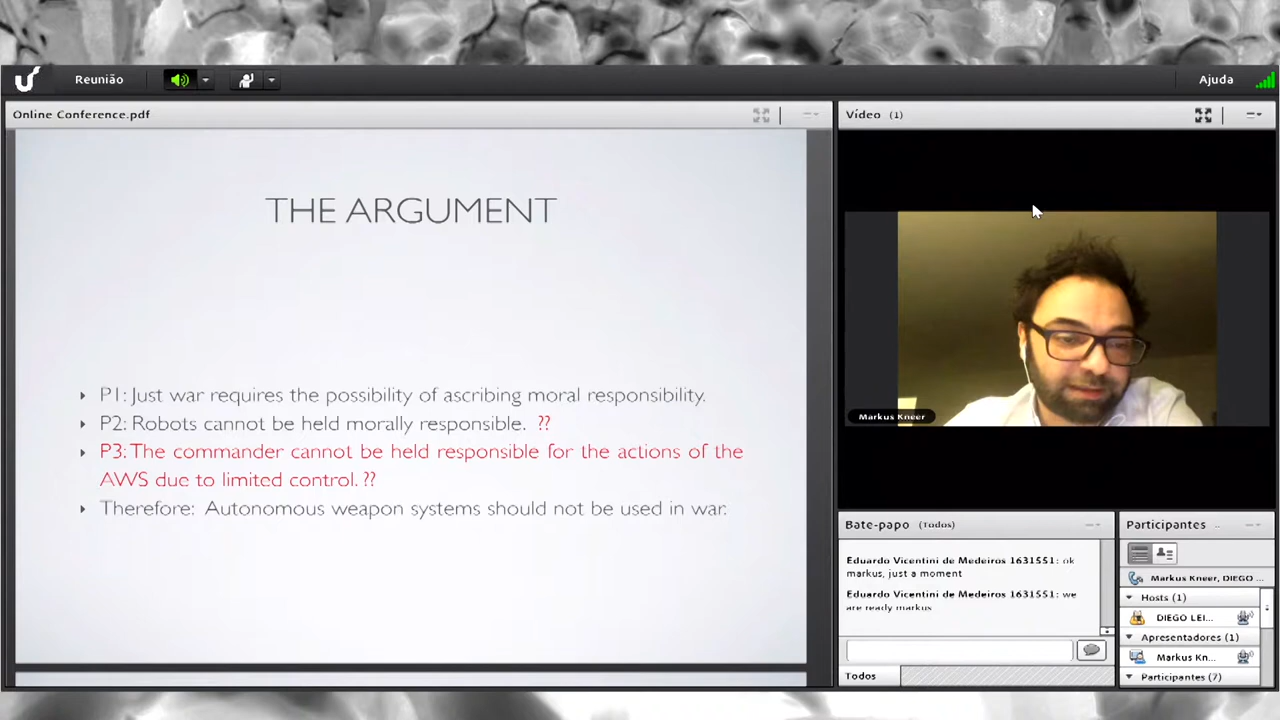 Reunião
Ajuda
Online Conference.pdf
THE ARGUMENT
P1: Just war requires the possibility of ascribing moral responsibility.
P2: Robots cannot be held morally responsible. ??
P3: The commander cannot be held responsible for the actions of the
AWS due to limited control. ??
Therefore: Autonomous weapon systems should not be used in war.
Vídeo (1)
Markus Kneer
Bate-papo (Todos)
Eduardo Vicentini de Medeiros 1631551: ok
markus, just a moment
Eduardo Vicentini de Medeiros 1631551: we
are ready markus
Todos
Participantes ..
Markus Kneer, DIEGO ...
Hosts (1)
DIEGO LEI...
Apresentadores (1)
Markus Kn...
Participantes (7)